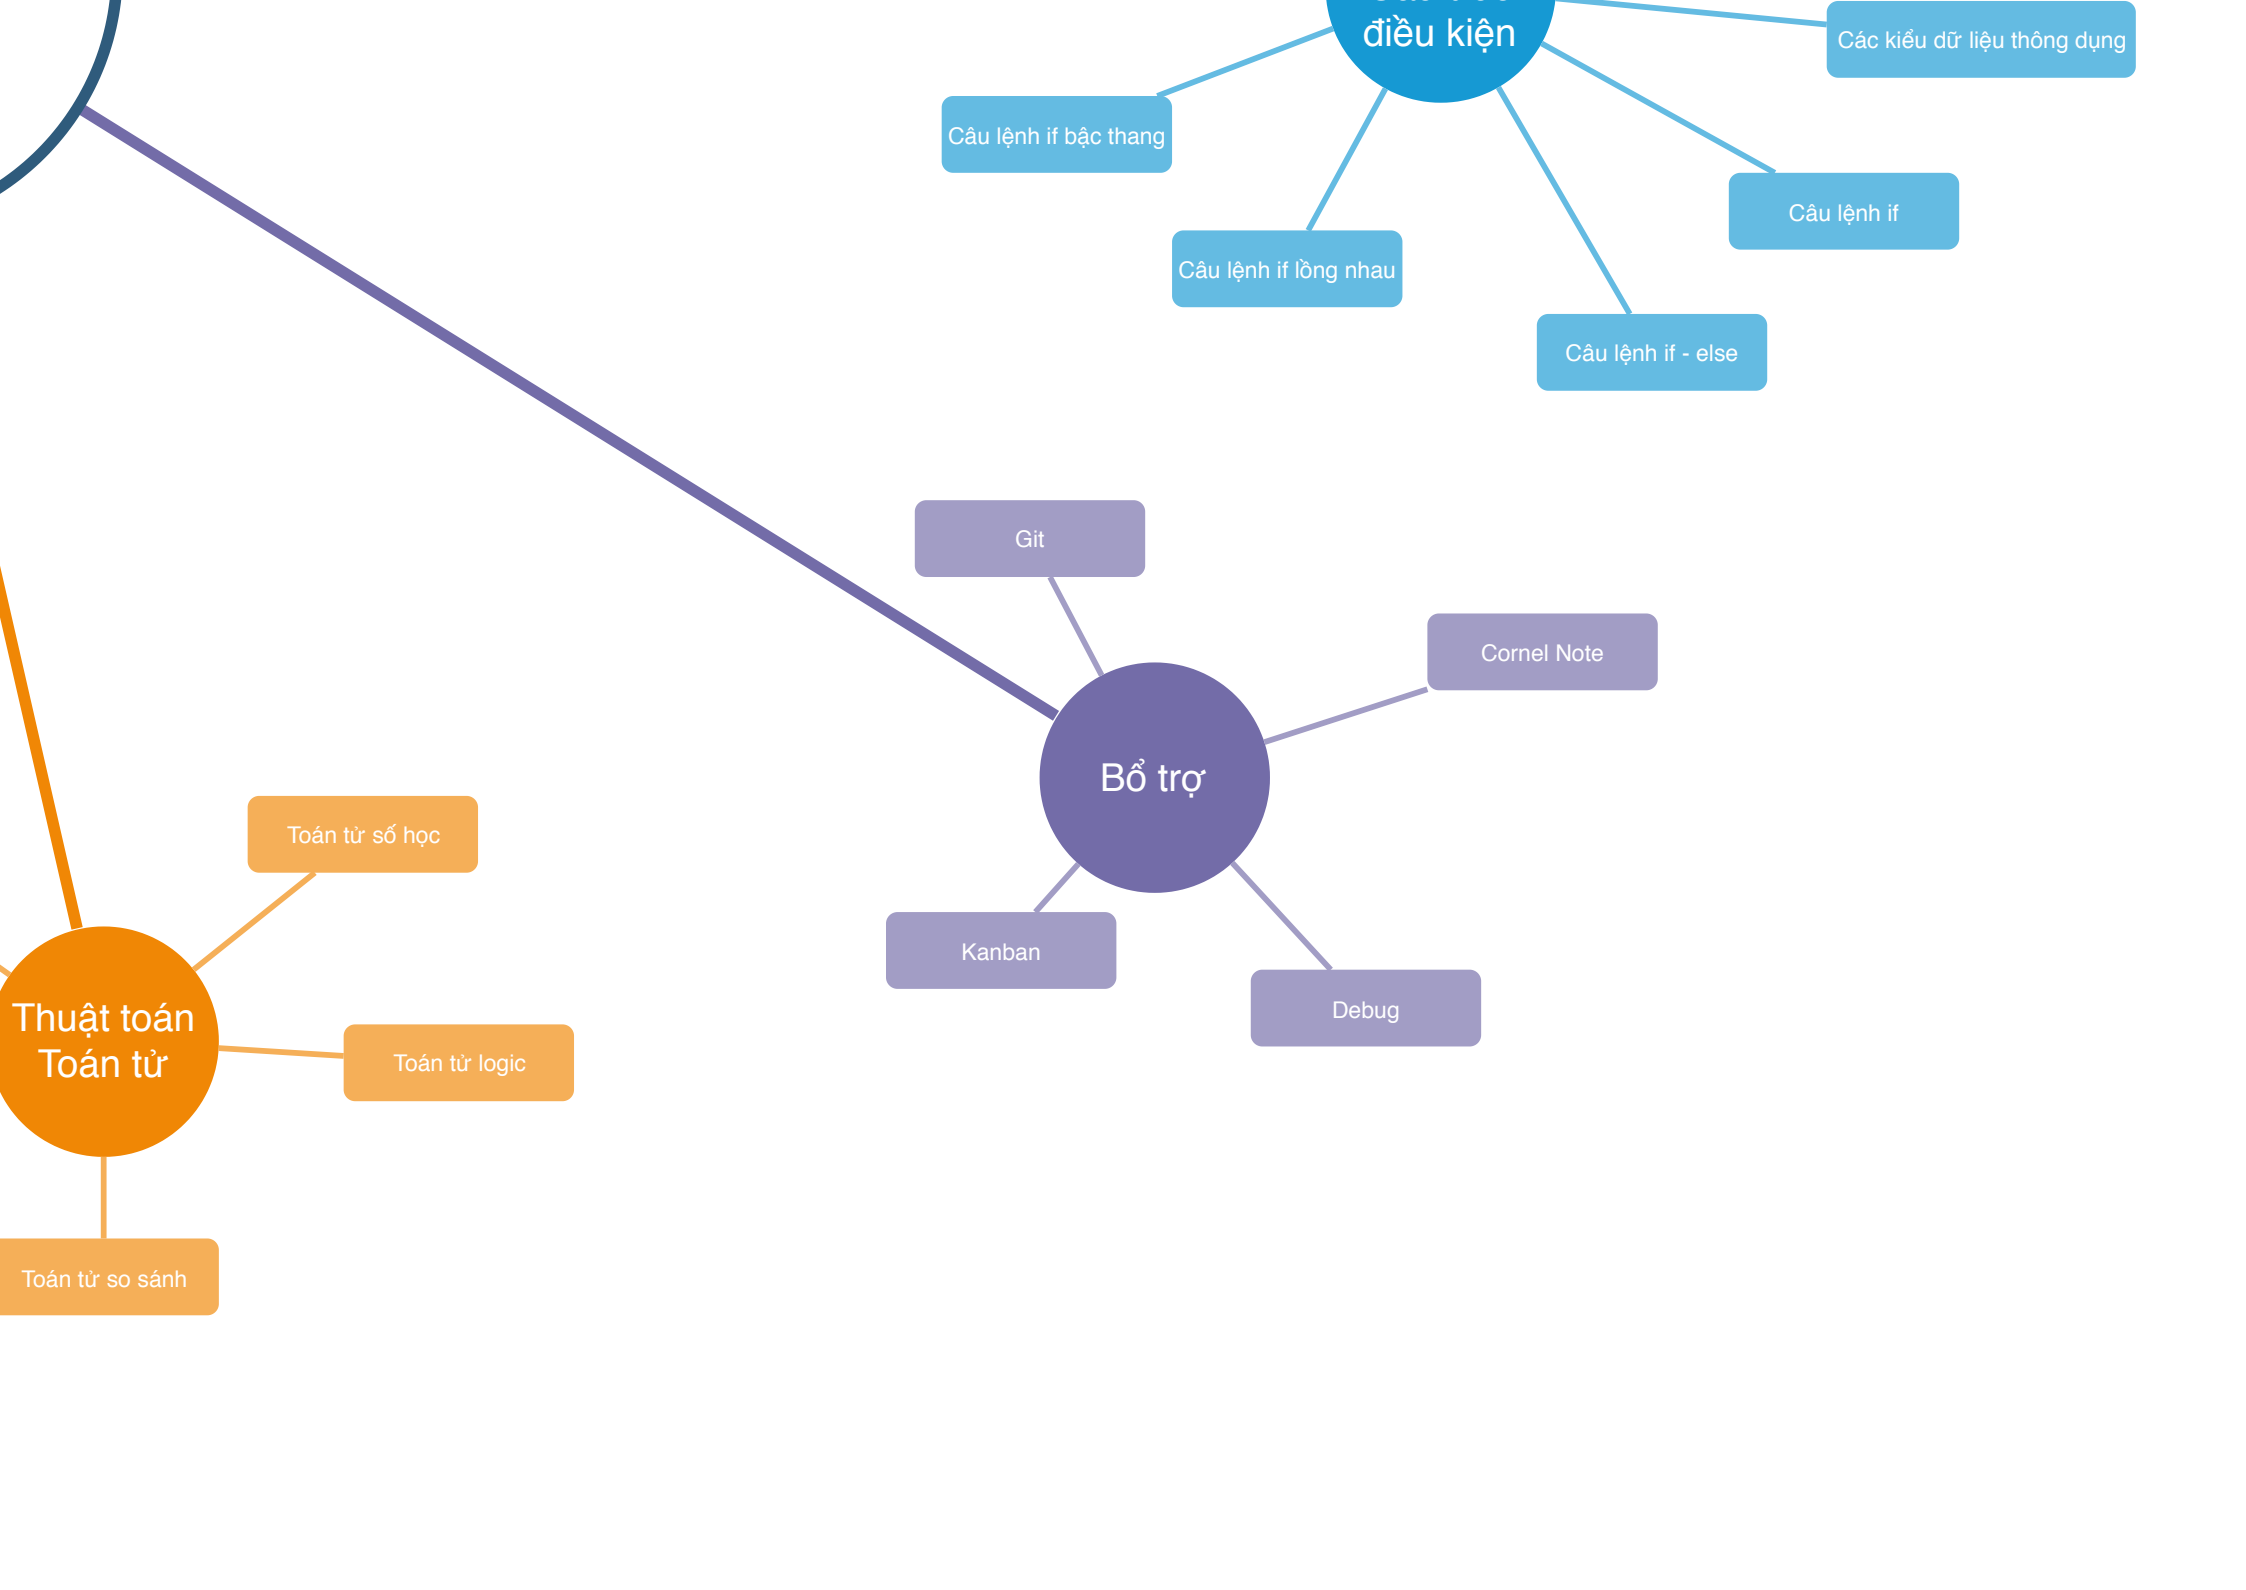 điều kiện
Các kiểu dữ liệu thông dụng
Câu lệnh if bậc thang
Câu lệnh if
Câu lệnh if lồng nhau
Câu lệnh if - else
Git
Cornel Note
Bổ trợ
Kanban
Debug
Toán tử số học
Thuật toán
Toán tử
Toán tử logic
Toán tử so sánh